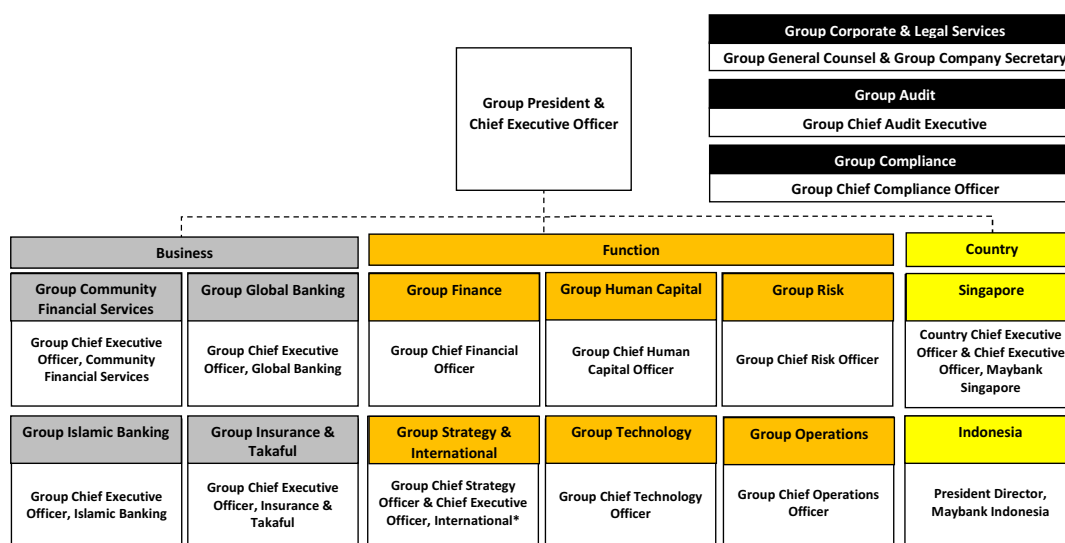 Group Corporate & Legal Services
Group General Counsel & Group Company Secretary
Group President &
Chief Executive Officer
Group Audit
Group Chief Audit Executive
Group Compliance
Group Chief Compliance Officer
Business
Function
Country
Group Community
Financial Services
Group Chief Executive
Officer, Community
Financial Services
Group Global Banking
Group Chief Executive
Officer, Global Banking
Group Finance
Group Chief Financial
Officer
Group Human Capital
Group Chief Human
Capital Officer
Group Risk
Group Chief Risk Officer
Singapore
Country Chief Executive
Officer & Chief Executive
Officer, Maybank
Singapore
Group Islamic Banking
Group Chief Executive
Officer, Islamic Banking
Group Insurance &
Takaful
Group Chief Executive
Officer, Insurance &
Takaful
Group Strategy &
International
Group Chief Strategy
Officer & Chief Executive
Officer, International*
Group Technology
Group Chief Technology
Officer
Group Operations
Group Chief Operations
Officer
Indonesia
President Director,
Maybank Indonesia